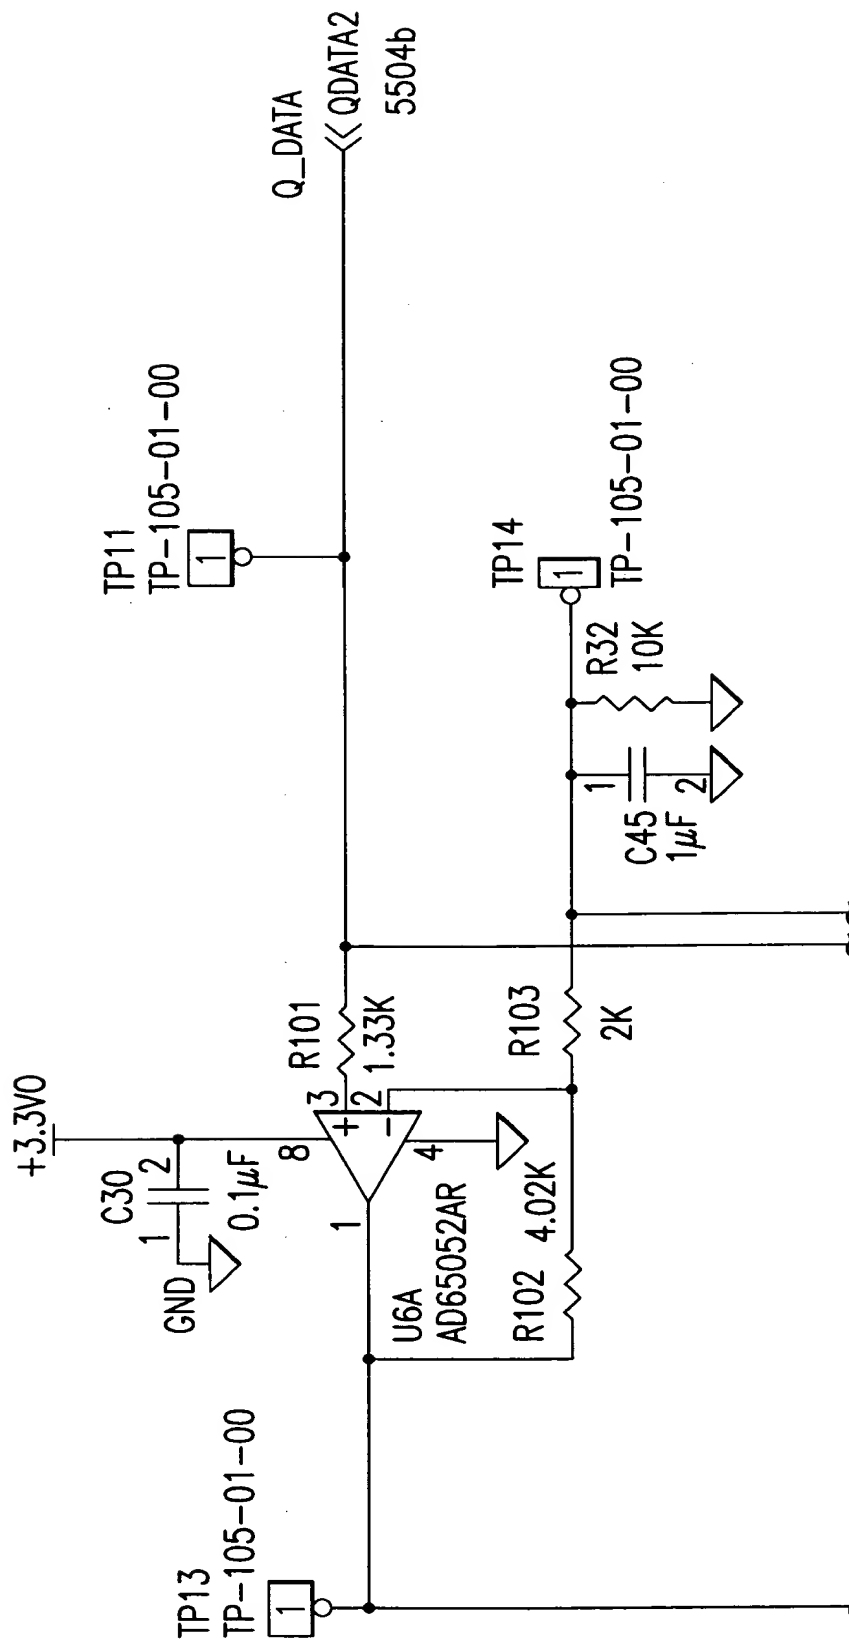 Q_DATA
QDATA2
5504b
TP11
TP-105-01-00
1
TP14
1
TP-105-01-00
R32
10K
1
2
C45
1µF
R101
1.33K
R103
2K
+3.3V0
C30
1
2
0.1µF
GND
8
3
+
2
-
4
1
U6A
AD65052AR
R102
4.02K
TP13
TP-105-01-00
1